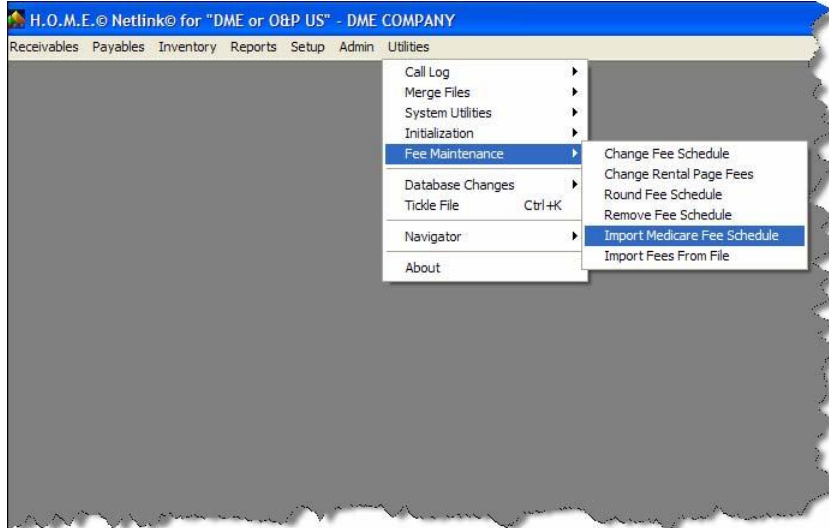 H.O.M.E.© Netlink© for "DME or O&P US" - DME COMPANY
Receivables Payables Inventory Reports Setup Admin Utilities
Call Log
Merge Files
System Utilities
Initialization
Fee Maintenance
Database Changes
Tickle File Ctrl+K
Navigator
About
Change Fee Schedule
Change Rental Page Fees
Round Fee Schedule
Remove Fee Schedule
Import Medicare Fee Schedule
Import Fees From File